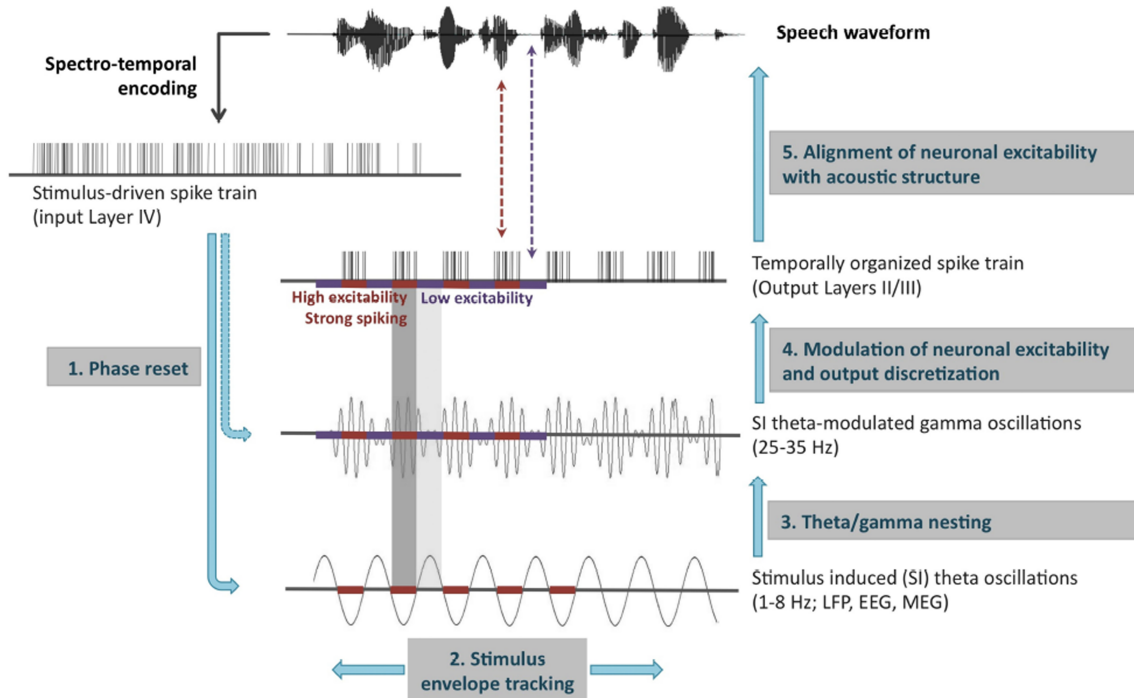 Speech waveform
Spectro-temporal
encoding
Stimulus-driven spike train
(input Layer IV)
5. Alignment of neuronal excitability
with acoustic structure
Temporally organized spike train
(Output Layers II/III)
High excitability
Strong spiking
Low excitability
1. Phase reset
4. Modulation of neuronal excitability
and output discretization
SI theta-modulated gamma oscillations
(25-35 Hz)
3. Theta/gamma nesting
Stimulus induced (SI) theta oscillations
(1-8 Hz; LFP, EEG, MEG)
2. Stimulus
envelope tracking